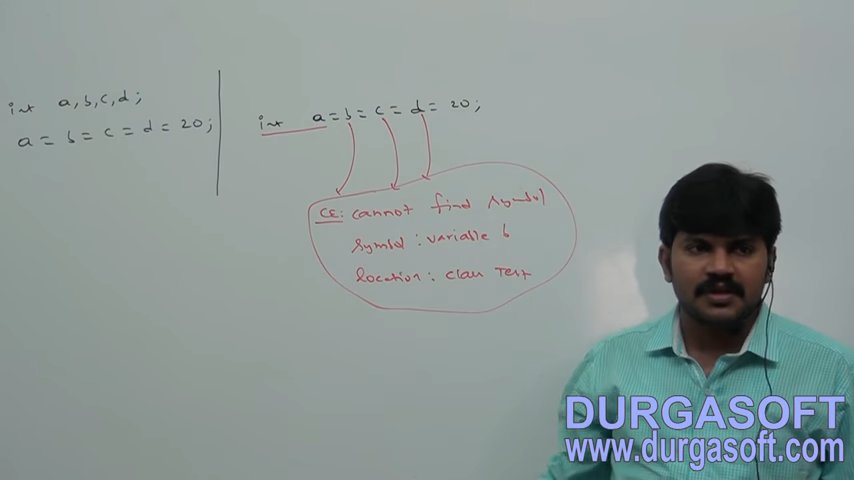 int a,b,c,d;
a = b = c = d = 20;
int a = b = c = d = 20;
CE: cannot find symbol
symbol : variable b
location : class Test
DURGASOFT
www.durgasoft.com